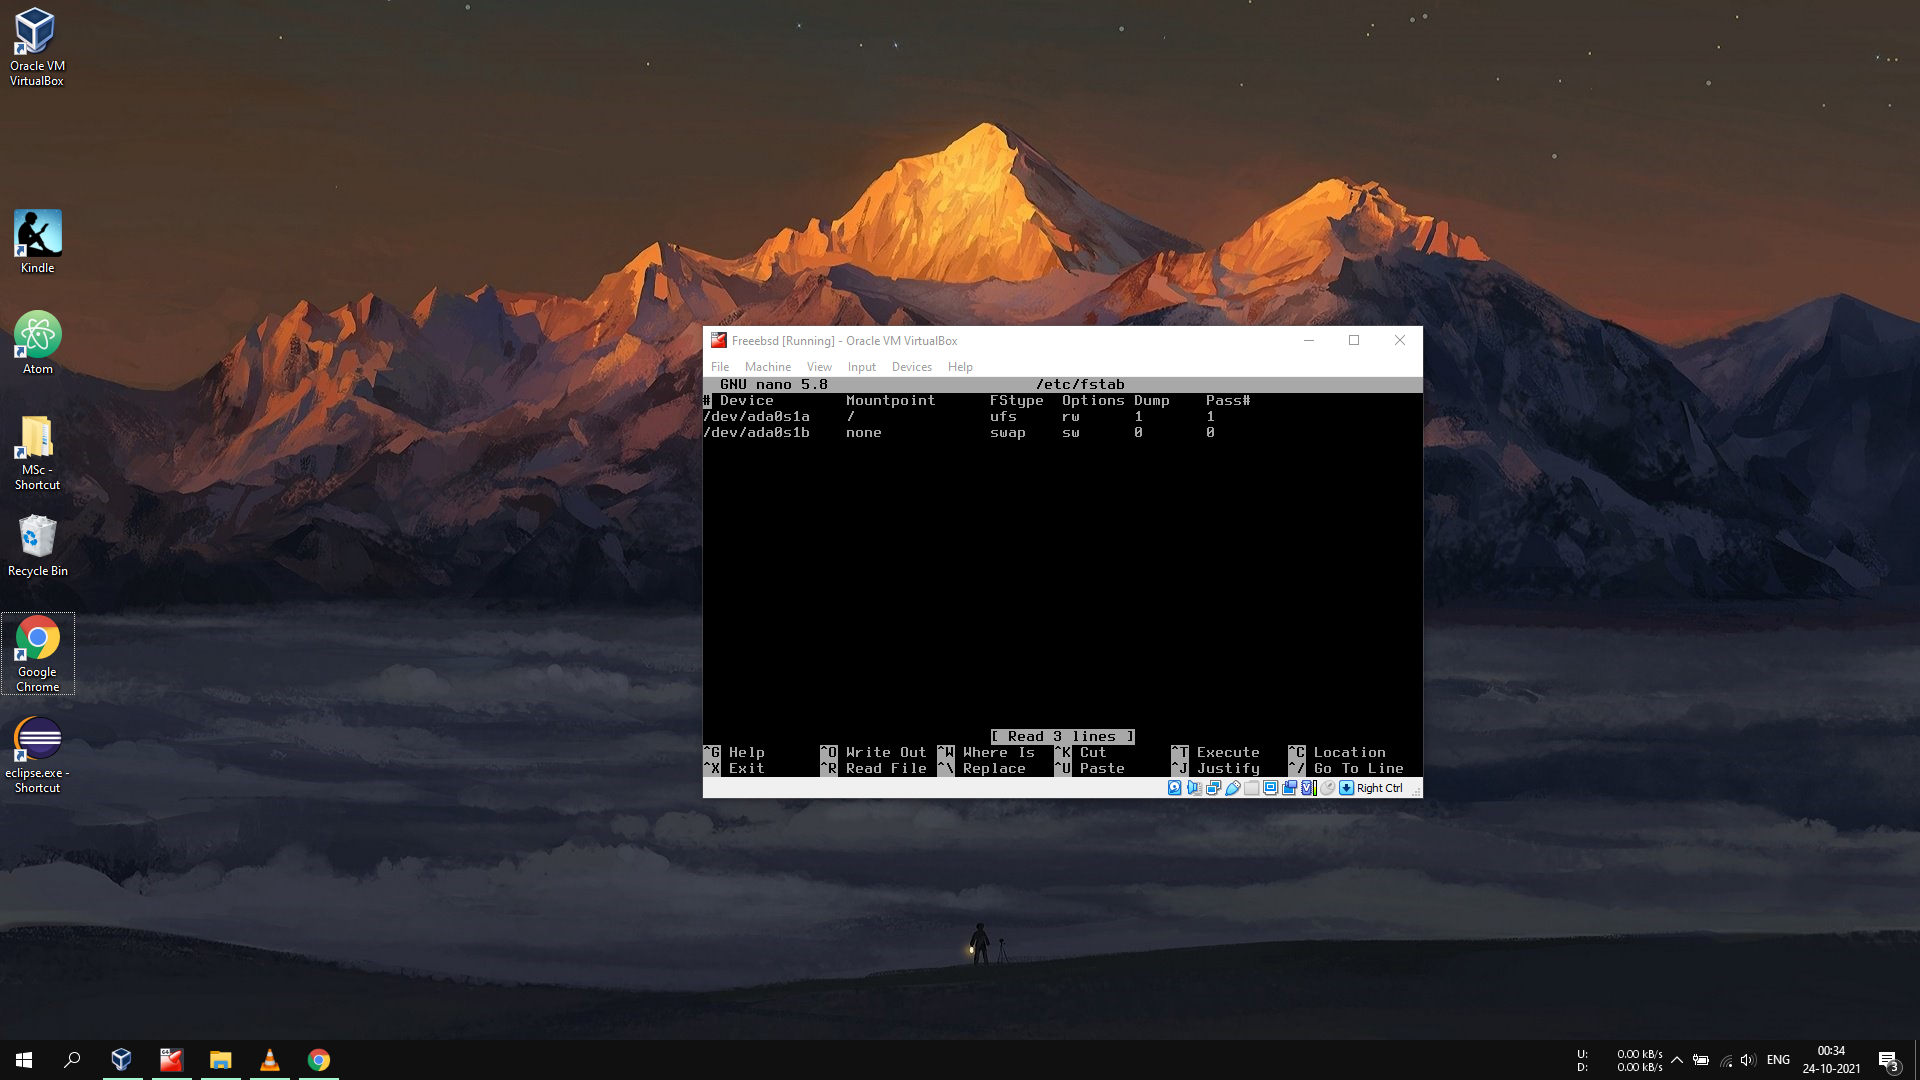 Oracle VM
VirtualBox
Kindle
Atom
MSc -
Shortcut
Recycle Bin
Google
Chrome
eclipse.exe -
Shortcut
Freeebsd [Running] - Oracle VM VirtualBox
File Machine View Input Devices Help
GNU nano 5.8 /etc/fstab
# Device Mountpoint FStype Options Dump Pass#
/dev/ada0s1a / ufs rw 1 1
/dev/ada0s1b none swap sw 0 0
[ Read 3 lines ]
^G Help ^O Write Out ^W Where Is ^K Cut ^T Execute ^C Location
^X Exit ^R Read File ^\ Replace ^U Paste ^J Justify ^/ Go To Line
Right Ctrl
U: 0.00 kB/s
D: 0.00 kB/s
ENG
00:34
24-10-2021
3